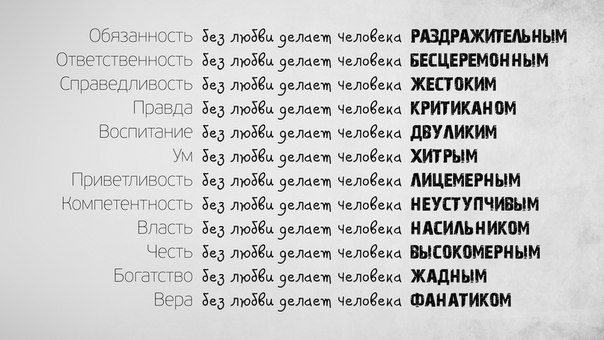 Обязанность без любви делает человека РАЗДРАЖИТЕЛЬНЫМ
Ответственность без любви делает человека БЕСЦЕРЕМОННЫМ
Справедливость без любви делает человека ЖЕСТОКИМ
Правда без любви делает человека КРИТИКАНОМ
Воспитание без любви делает человека ДВУЛИКИМ
Ум без любви делает человека ХИТРЫМ
Приветливость без любви делает человека ЛИЦЕМЕРНЫМ
Компетентность без любви делает человека НЕУСТУПЧИВЫМ
Власть без любви делает человека НАСИЛЬНИКОМ
Честь без любви делает человека ВЫСОКОМЕРНЫМ
Богатство без любви делает человека ЖАДНЫМ
Вера без любви делает человека ФАНАТИКОМ